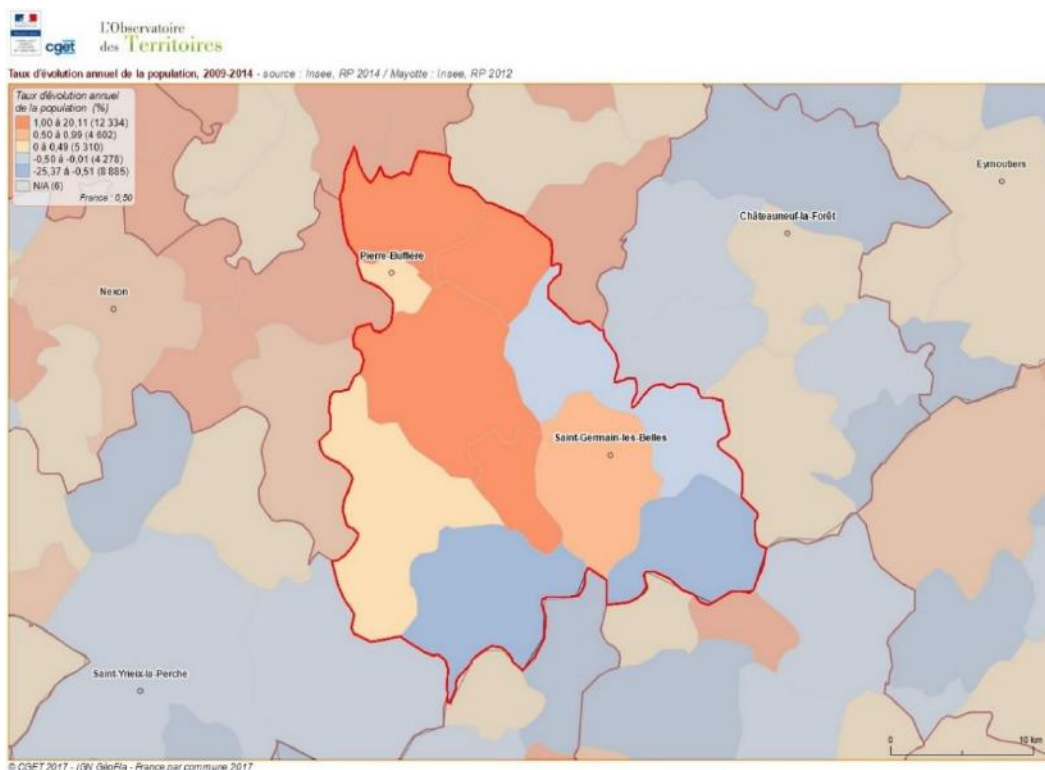 cget
L'Observatoire
des Territoires
Taux d'évolution annuel de la population, 2009-2014 - source : Insee, RP 2014 / Mayotte : Insee, RP 2012
Taux d'évolution annuel
de la population (%)
1,00 à 20,11 (12 334)
0,50 à 0,99 (4 602)
0 à 0,49 (5 310)
-0,50 à -0,01 (4 278)
-25,37 à -0,51 (8 885)
N/A (6)
France : 0,50
Eymoutiers
Châteauneuf-la-Forêt
Pierre-Buffière
Nexon
Saint-Germain-les-Belles
Saint-Yrieix-la-Perche
0 10 km
© CGET 2017 - IGN GéoFla - France par commune 2017